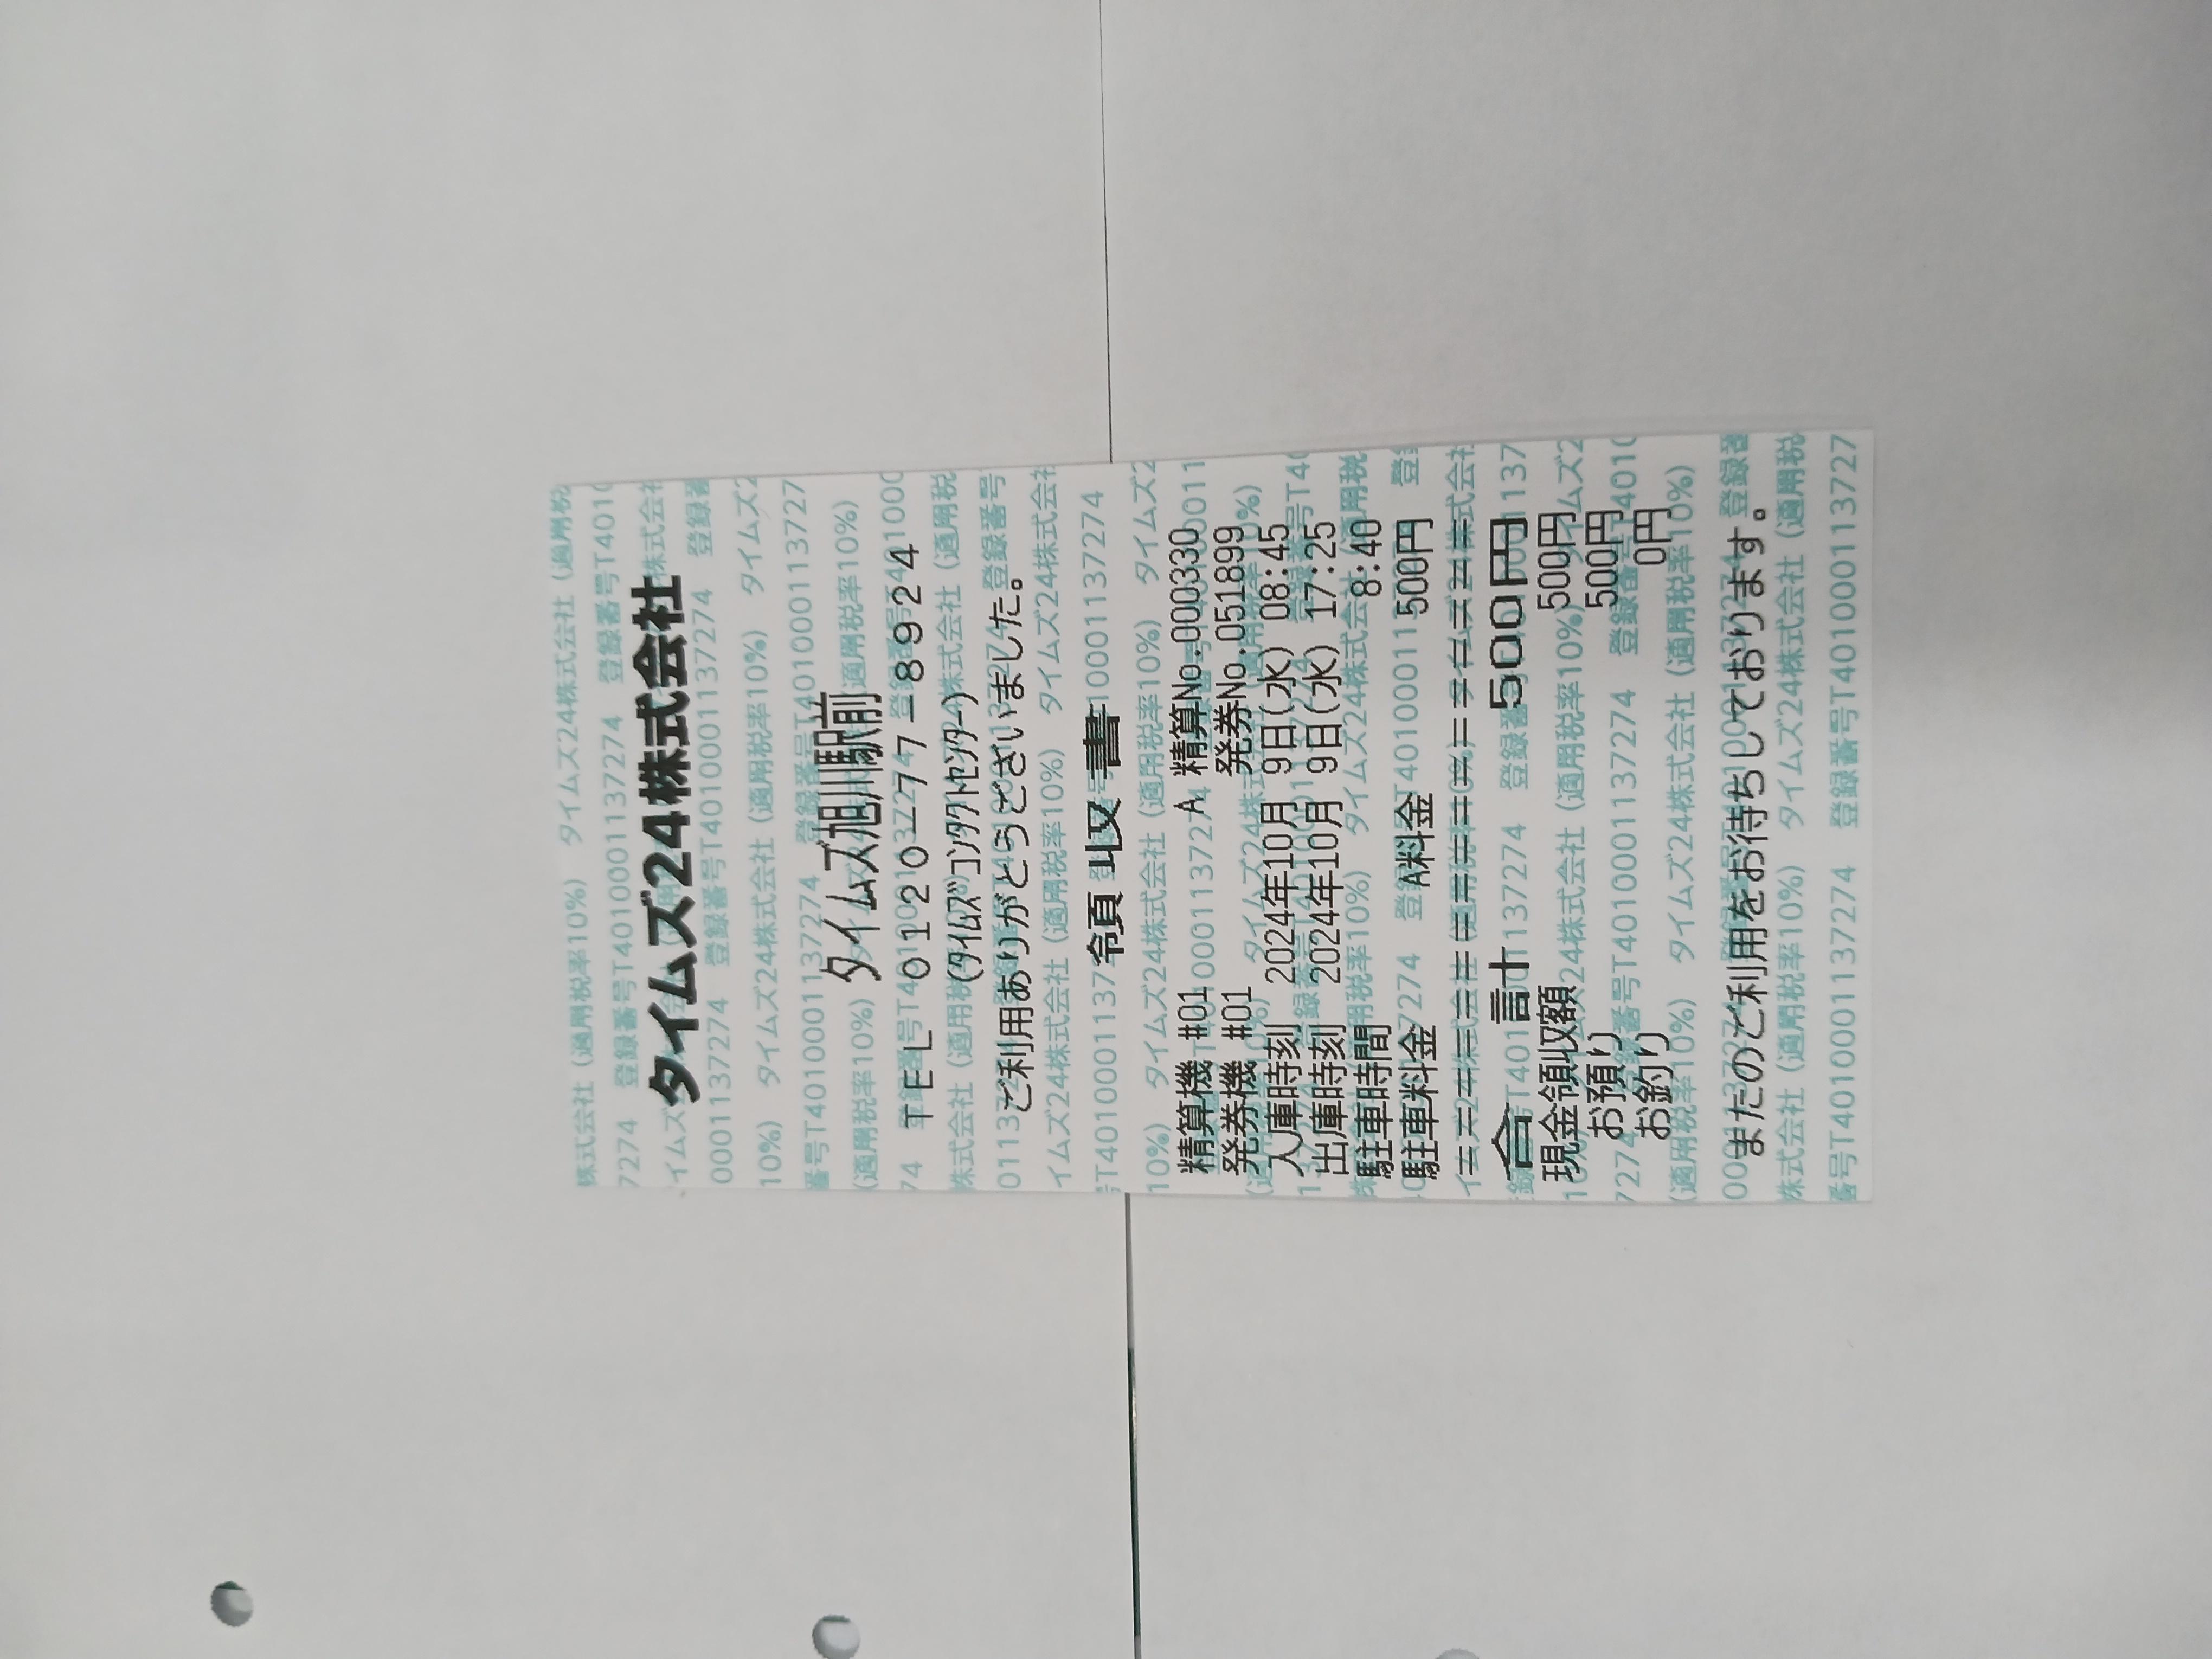 タイムズ24株式会社
タイムズ旭川駅前
TEL 0120-77-8924
(タイムズコンタクトセンター)
ご利用ありがとうございました。
領収書
精算機 #01 A 精算No.000330
発券機 #01 発券No.051899
入庫時刻 2024年10月 9日(水) 08:45
出庫時刻 2024年10月 9日(水) 17:25
駐車時間 8:40
駐車料金 A料金 500円
合計 500円
現金領収額 500円
お預り 500円
お釣り 0円
またのご利用をお待ちしております。
タイムズ24株式会社 (適用税率10%) 登録番号T4010001137274